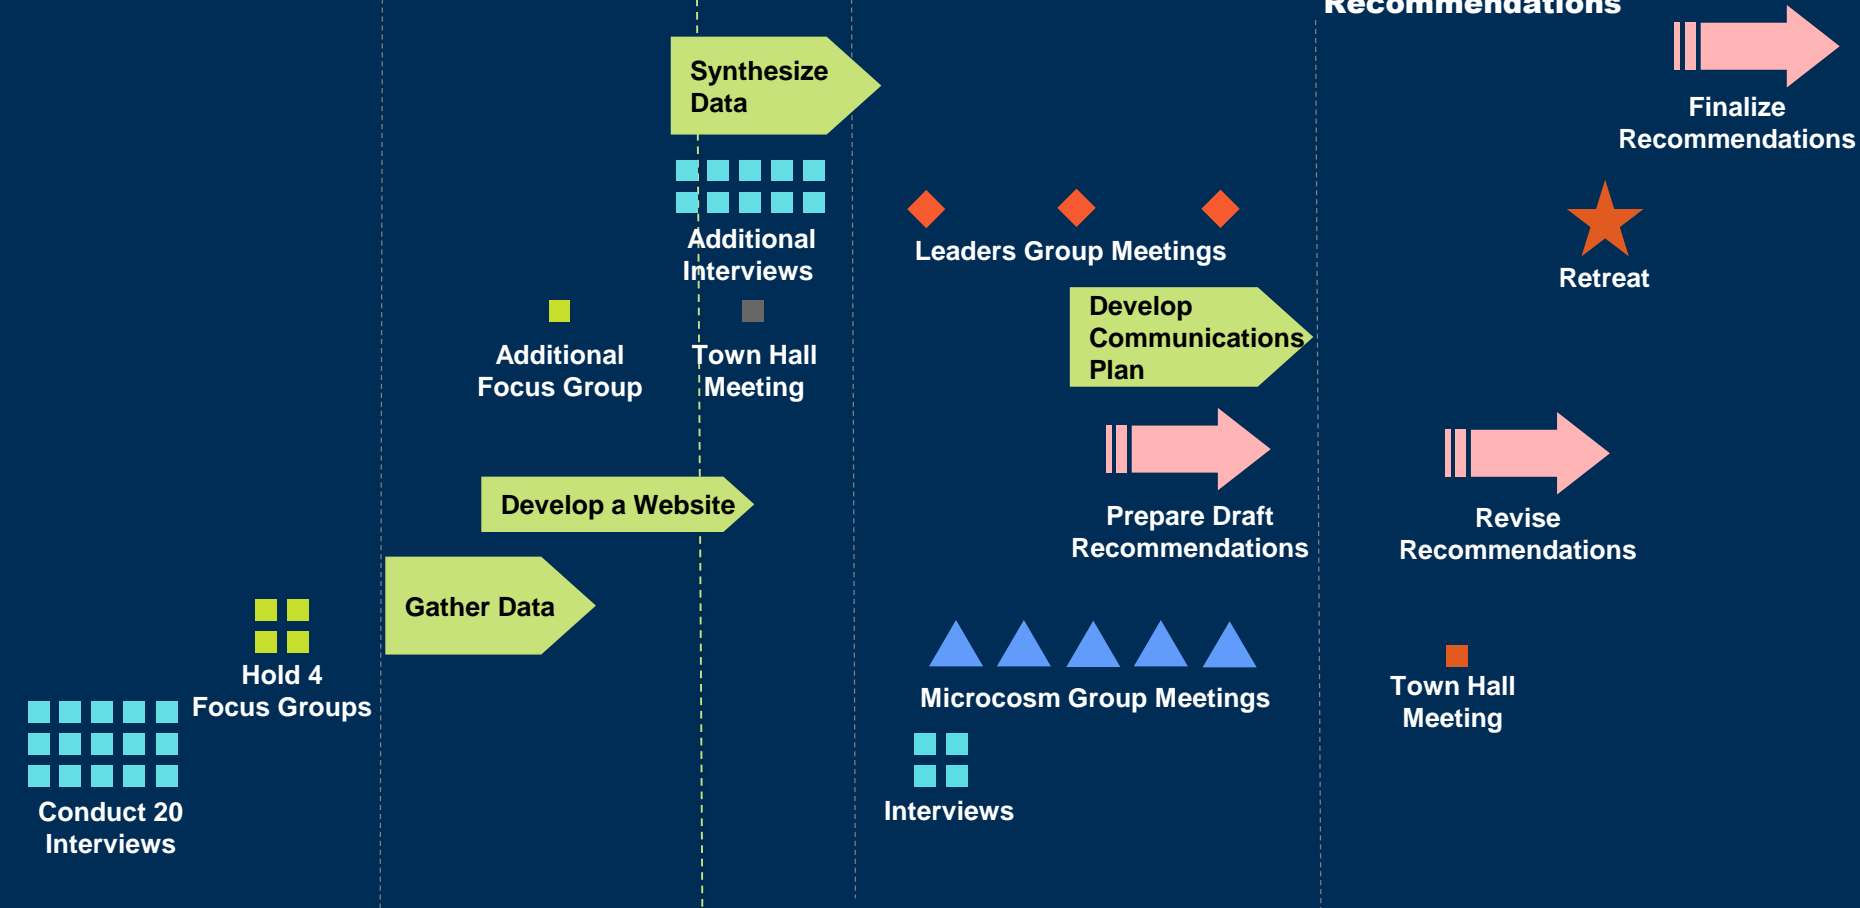 Recommendations
Synthesize
Data
Finalize
Recommendations
Additional
Interviews
Leaders Group Meetings
Retreat
Additional
Focus Group
Town Hall
Meeting
Develop
Communications
Plan
Develop a Website
Prepare Draft
Recommendations
Revise
Recommendations
Gather Data
Hold 4
Focus Groups
Microcosm Group Meetings
Town Hall
Meeting
Conduct 20
Interviews
Interviews